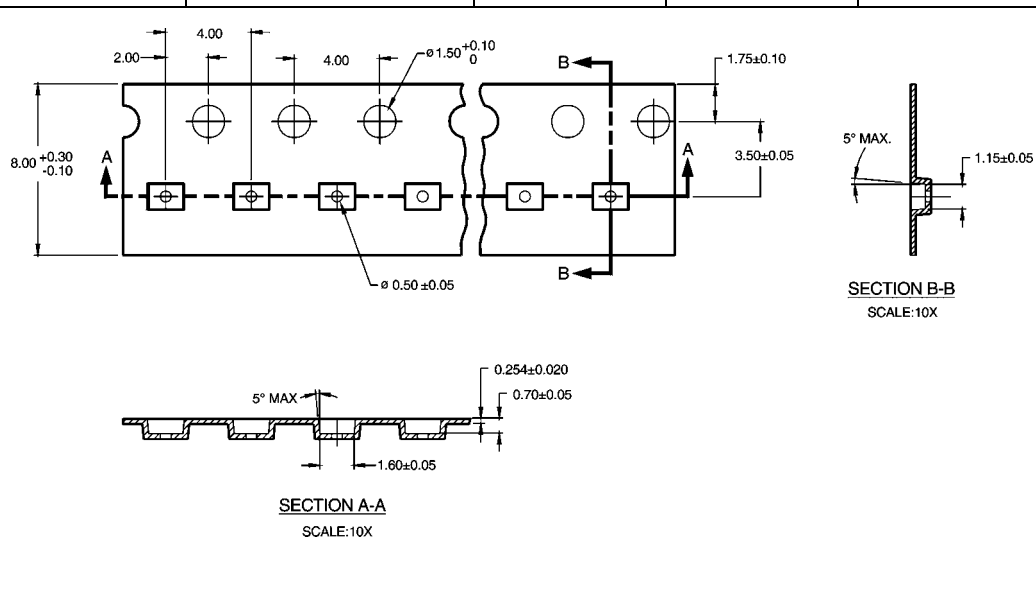 4.00
2.00
4.00
ø1.50 +0.10
0
B
1.75±0.10
8.00 +0.30
-0.10
A
A
3.50±0.05
5° MAX.
1.15±0.05
B
ø 0.50 ±0.05
SECTION B-B
SCALE:10X
0.254±0.020
5° MAX
0.70±0.05
1.60±0.05
SECTION A-A
SCALE:10X